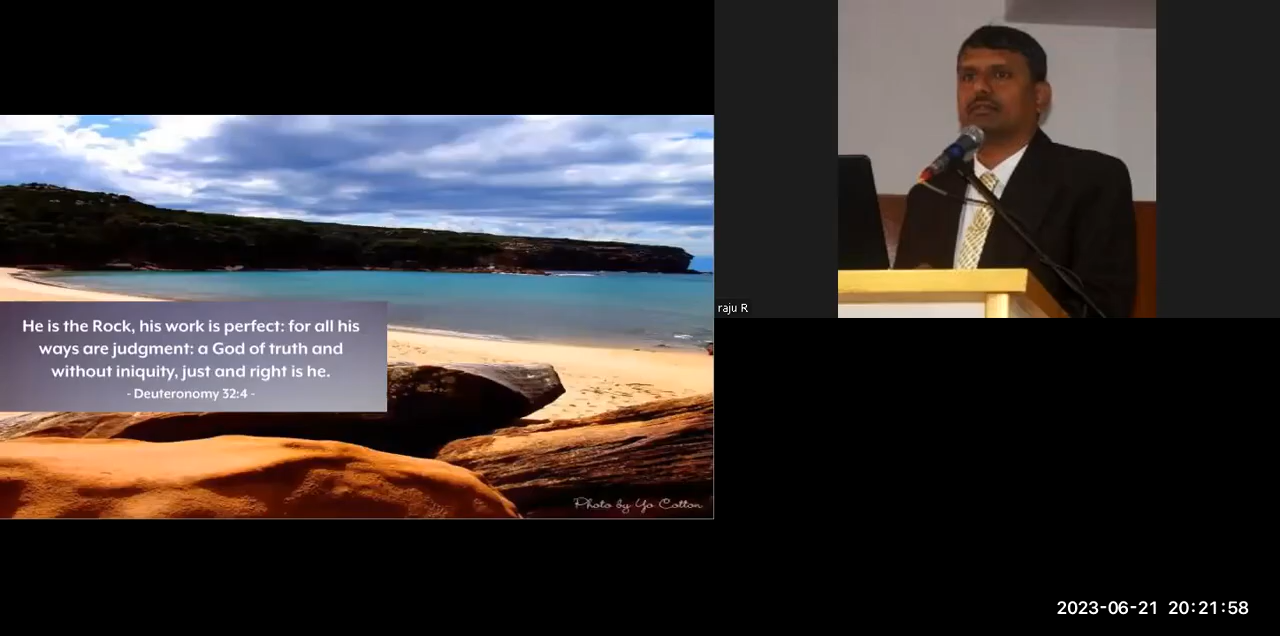 He is the Rock, his work is perfect: for all his
ways are judgment: a God of truth and
without iniquity, just and right is he.
- Deuteronomy 32:4 -
Photo by Yo Cotton
raju R
2023-06-21 20:21:58